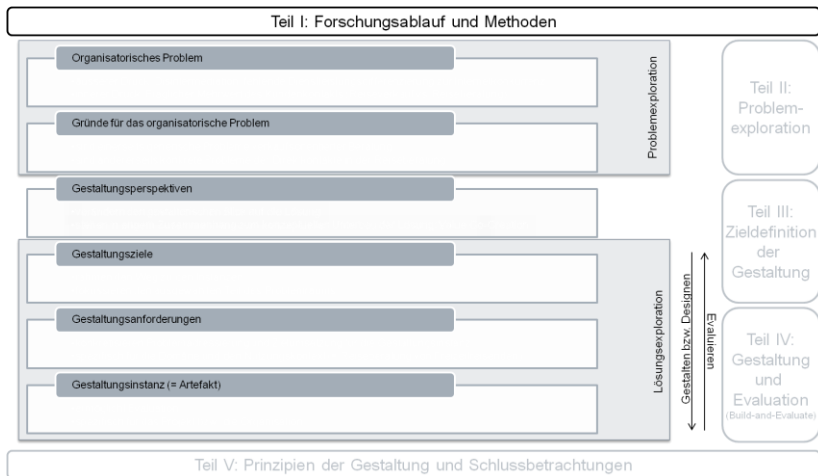 Teil I: Forschungsablauf und Methoden
Organisatorisches Problem
Gründe für das organisatorische Problem
Problemexploration
Teil II:
Problem-
exploration
Gestaltungsperspektiven
Teil III:
Zieldefinition
der
Gestaltung
Gestaltungsziele
Gestaltungsanforderungen
Gestaltungsinstanz (= Artefakt)
Lösungsexploration
Gestalten bzw. Designen
Evaluieren
Teil IV:
Gestaltung
und
Evaluation
(Build-and-Evaluate)
Teil V: Prinzipien der Gestaltung und Schlussbetrachtungen